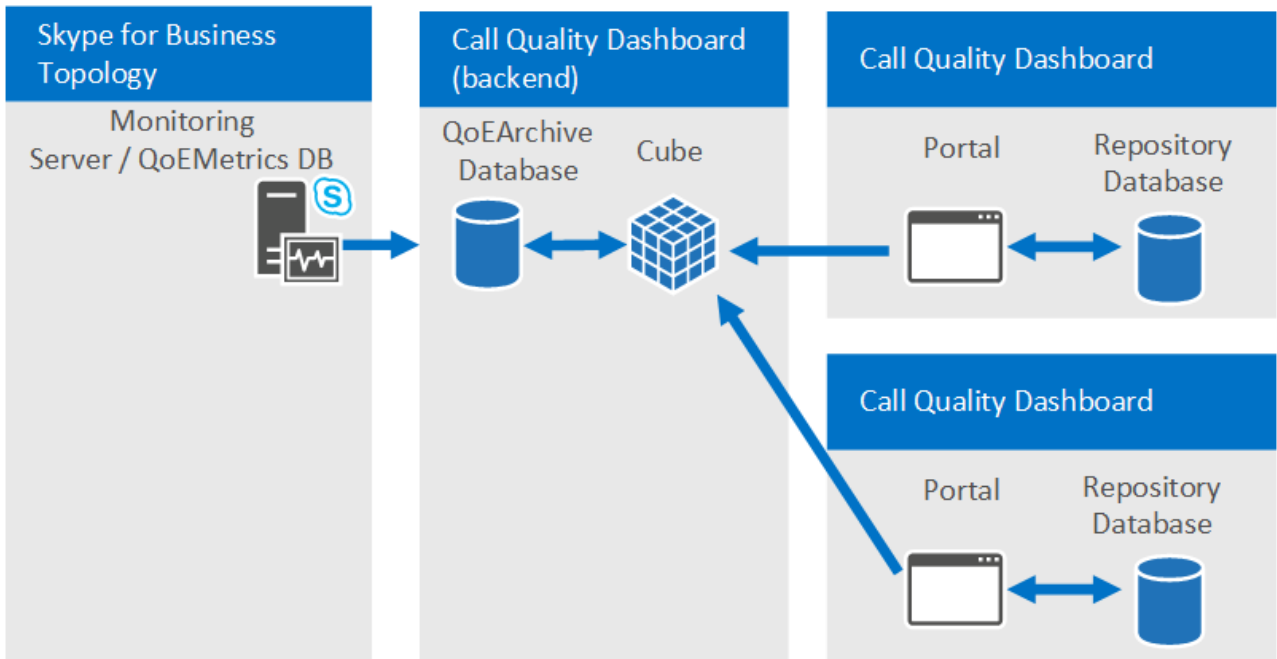 Skype for Business
Topology
Monitoring
Server / QoEMetrics DB
S
Call Quality Dashboard
(backend)
QoEArchive
Database
Cube
Call Quality Dashboard
Portal
Repository
Database
Call Quality Dashboard
Portal
Repository
Database